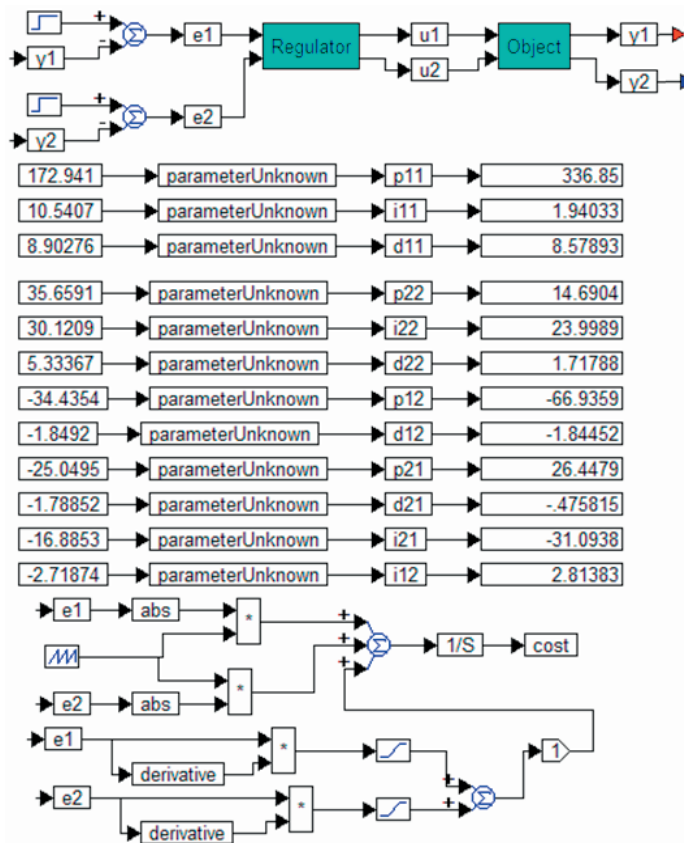 +
-
Σ
y1
e1
Regulator
u1
u2
Object
y1
y2
+
-
Σ
y2
e2
172.941 parameterUnknown p11 336.85
10.5407 parameterUnknown i11 1.94033
8.90276 parameterUnknown d11 8.57893
35.6591 parameterUnknown p22 14.6904
30.1209 parameterUnknown i22 23.9989
5.33367 parameterUnknown d22 1.71788
-34.4354 parameterUnknown p12 -66.9359
-1.8492 parameterUnknown d12 -1.84452
-25.0495 parameterUnknown p21 26.4479
-1.78852 parameterUnknown d21 -.475815
-16.8853 parameterUnknown i21 -31.0938
-2.71874 parameterUnknown i12 2.81383
e1 abs *
+
+
+
Σ
1/S
cost
e2 abs *
e1
derivative
*
+
+
Σ
1
e2
derivative
*